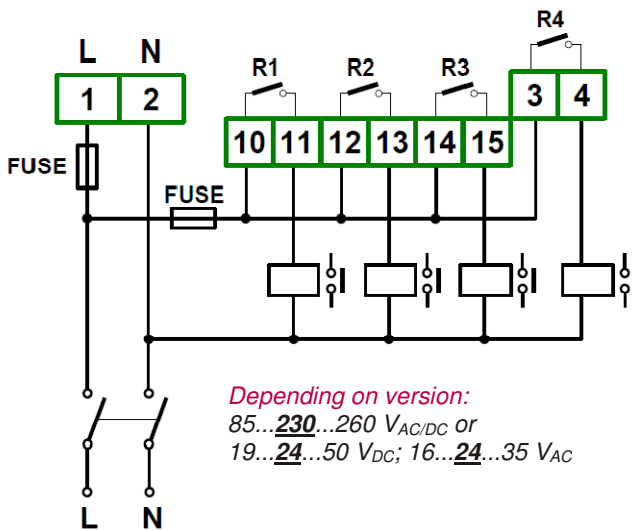 L N
R1 R2 R3 R4
1 2
3 4
10 11 12 13 14 15
FUSE
FUSE
Depending on version:
85...230...260 VAC/DC or
19...24...50 VDC; 16...24...35 VAC
L N